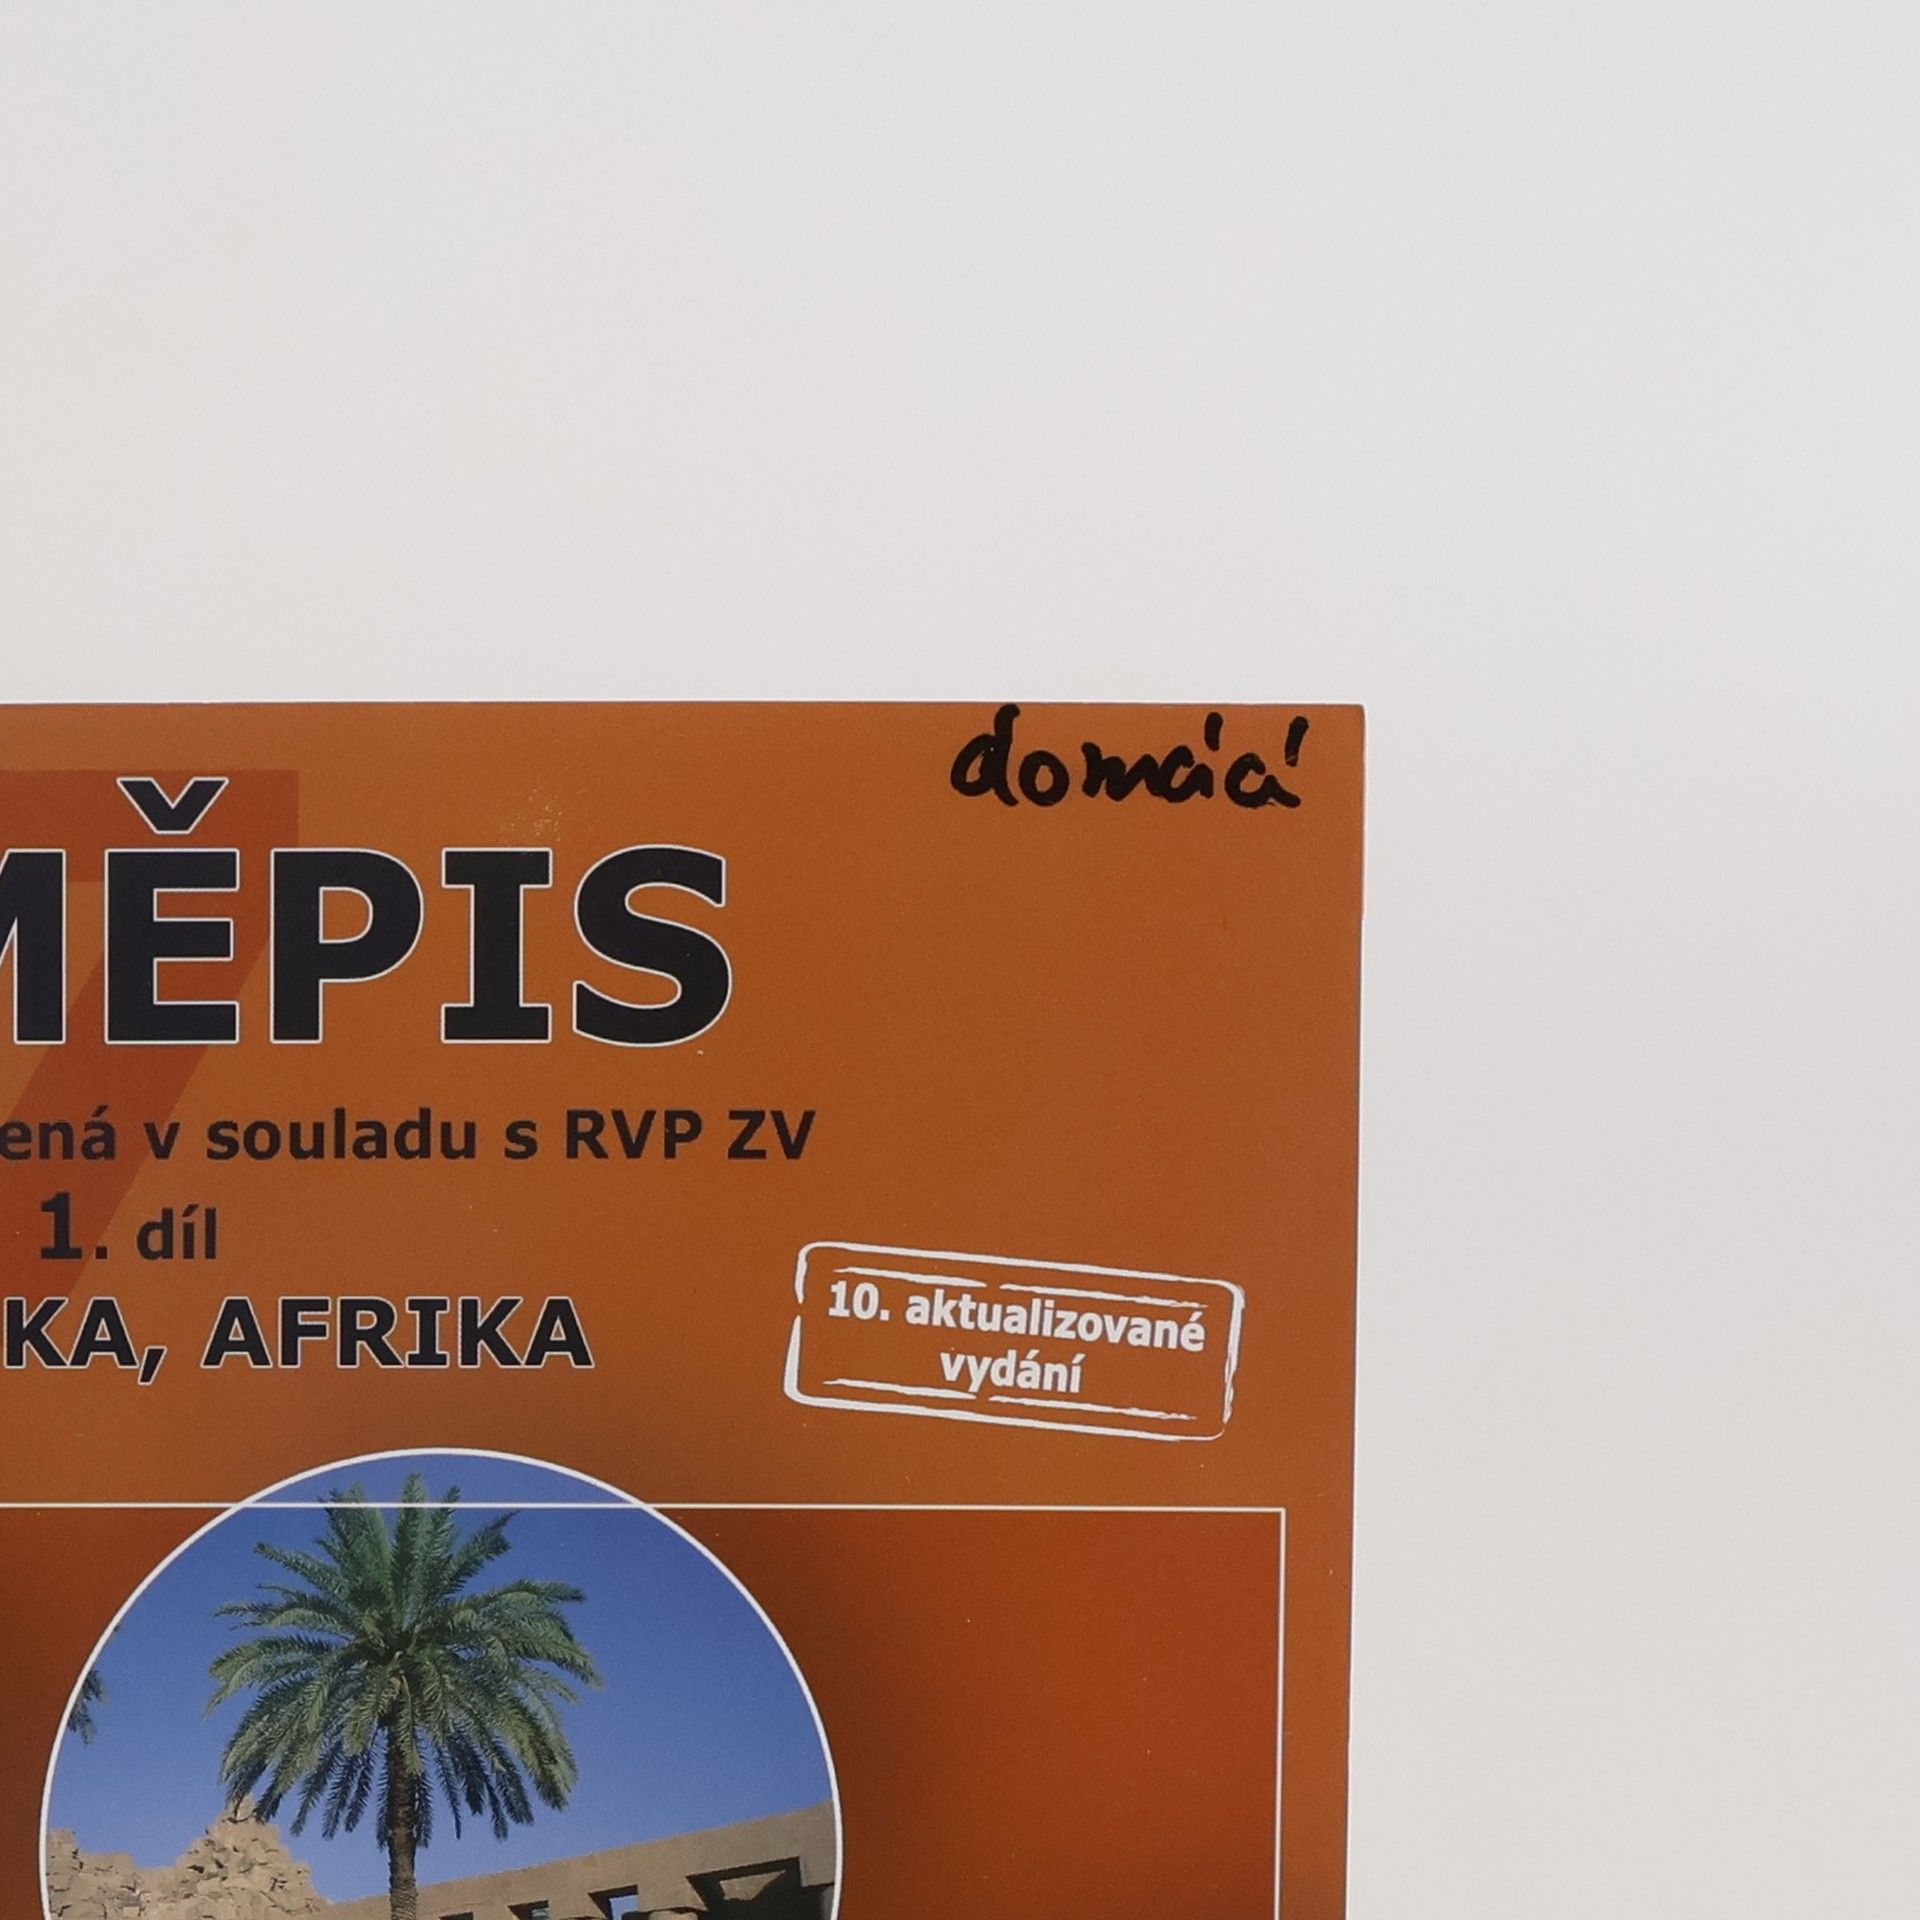 domácí
MĚPIS
ená v souladu s RVP ZV
1. díl
KA, AFRIKA
10. aktualizované
vydání